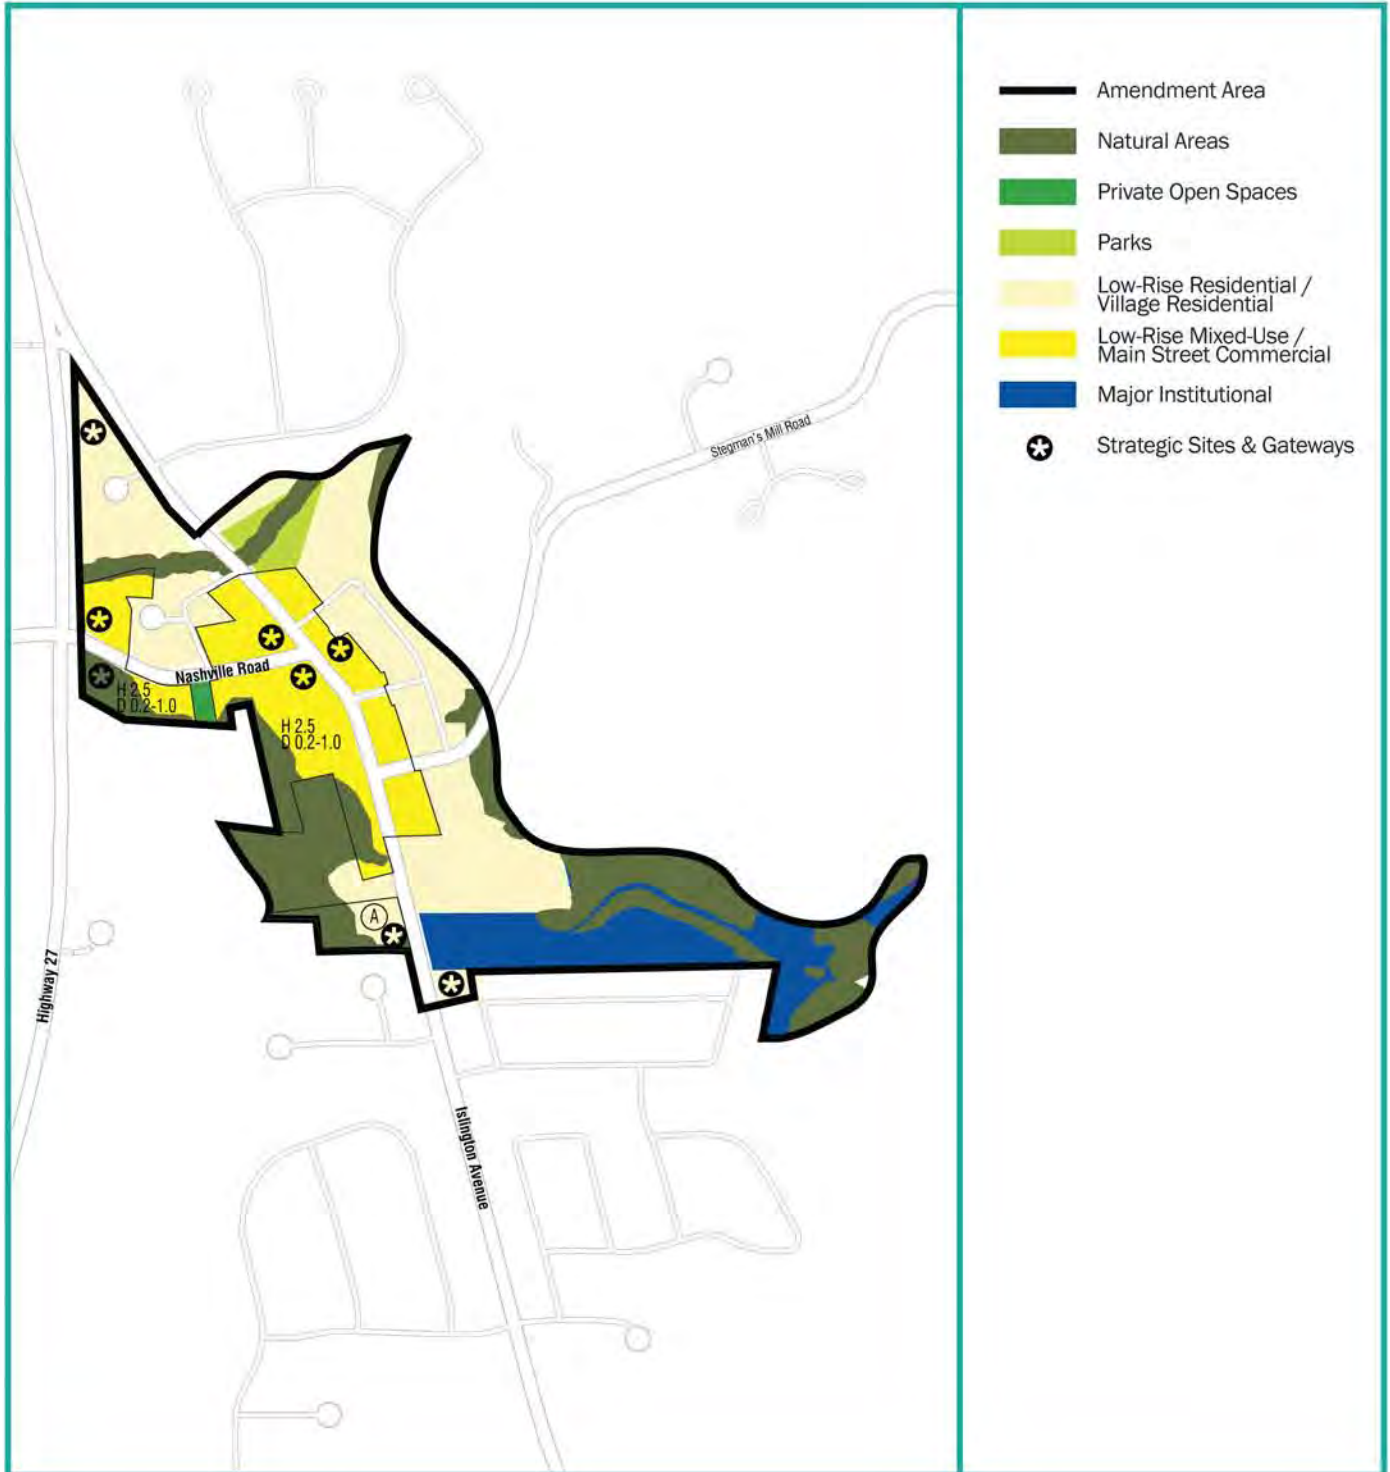 Amendment Area
Natural Areas
Private Open Spaces
Parks
Low-Rise Residential /
Village Residential
Low-Rise Mixed-Use /
Main Street Commercial
Major Institutional
Strategic Sites & Gateways
Stegman's Mill Road
Nashville Road
H 2.5
D 0.2-1.0
H 2.5
D 0.2-1.0
A
Highway 27
Islington Avenue